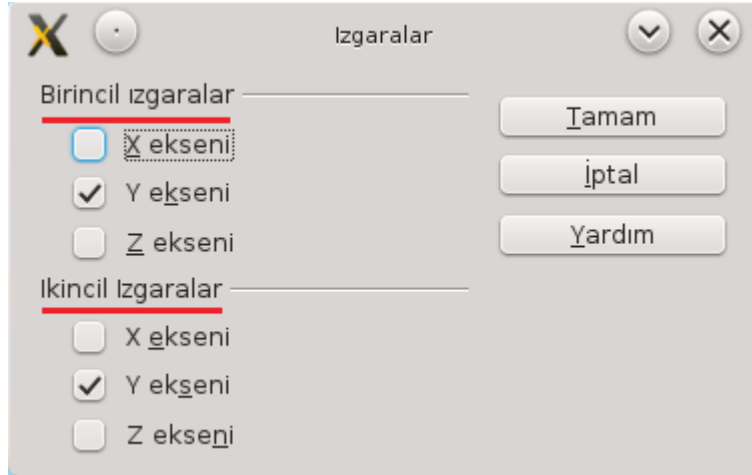 Izgaralar
Birincil ızgaralar
X ekseni
Y ekseni
Z ekseni
Ikincil Izgaralar
X ekseni
Y ekseni
Z ekseni
Tamam
İptal
Yardım